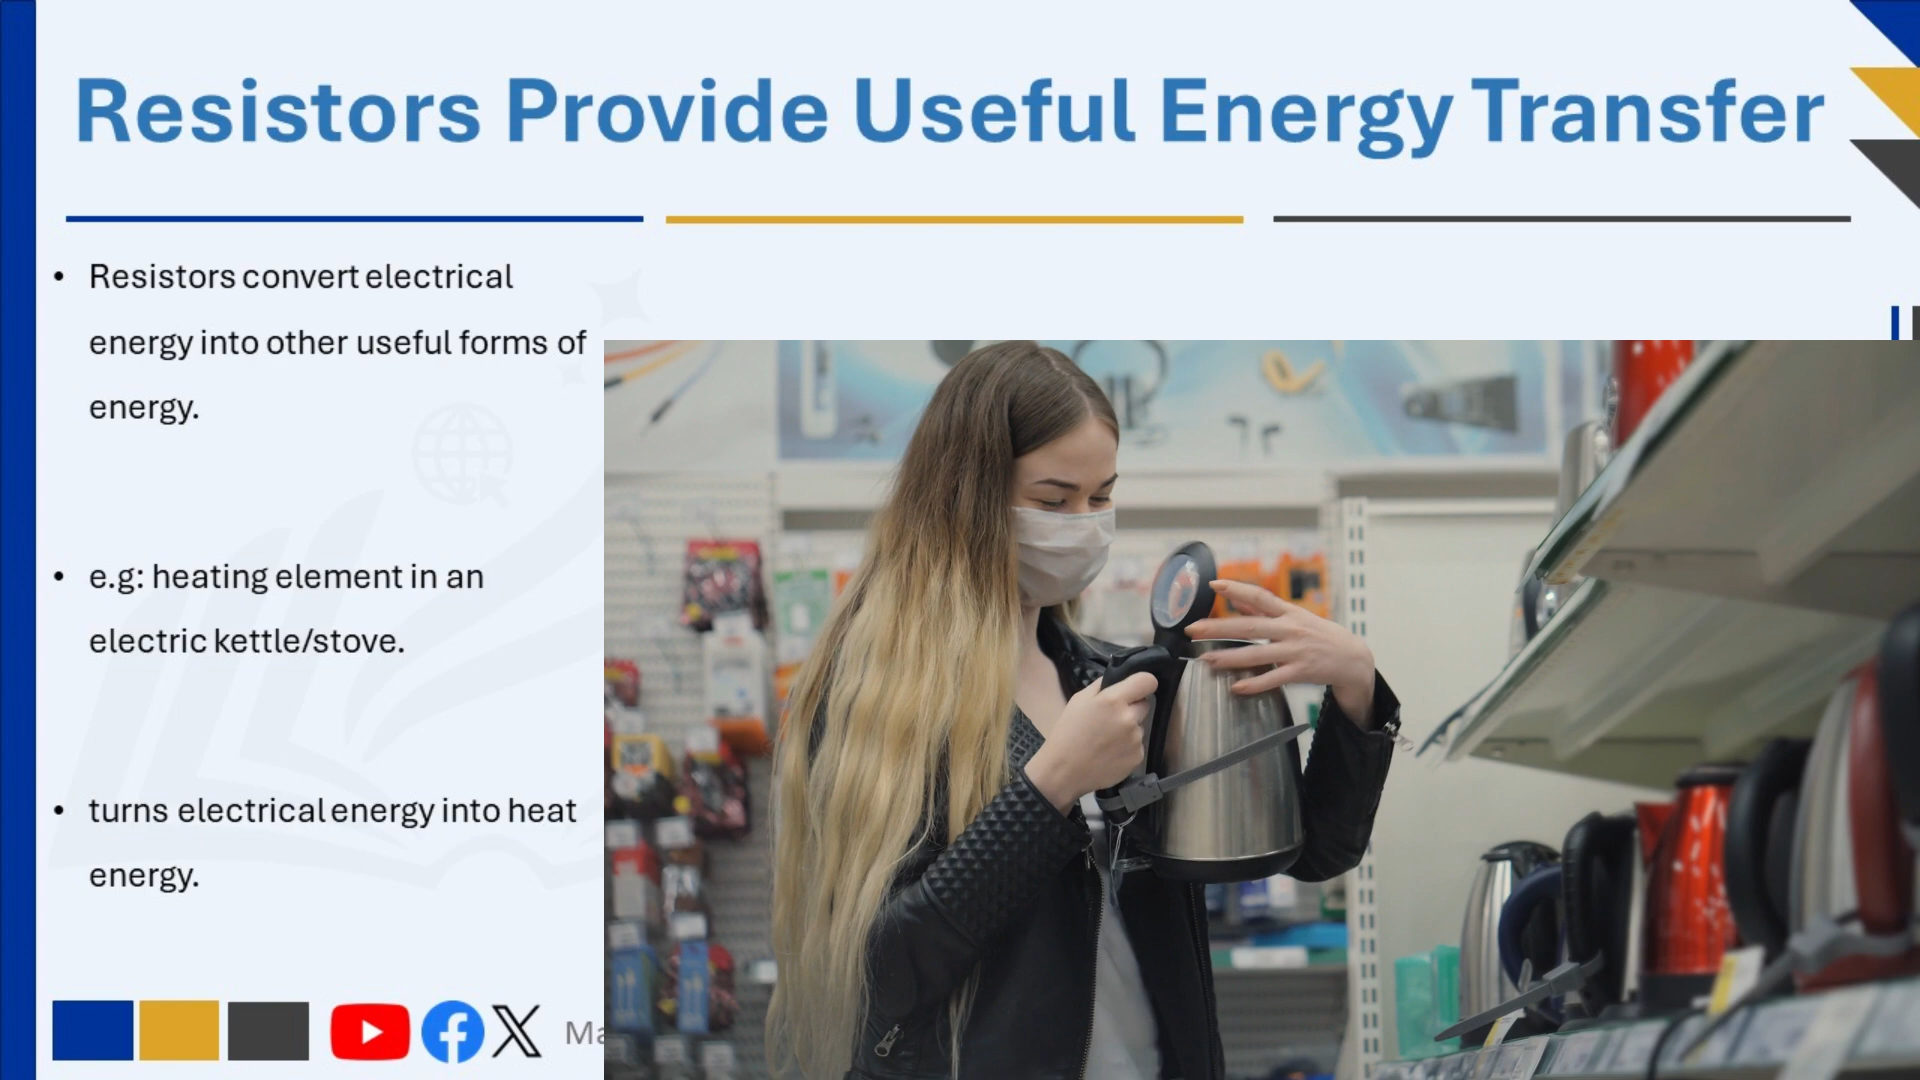 Resistors Provide Useful Energy Transfer
• Resistors convert electrical
energy into other useful forms of
energy.
• e.g: heating element in an
electric kettle/stove.
• turns electrical energy into heat
energy.
Ma